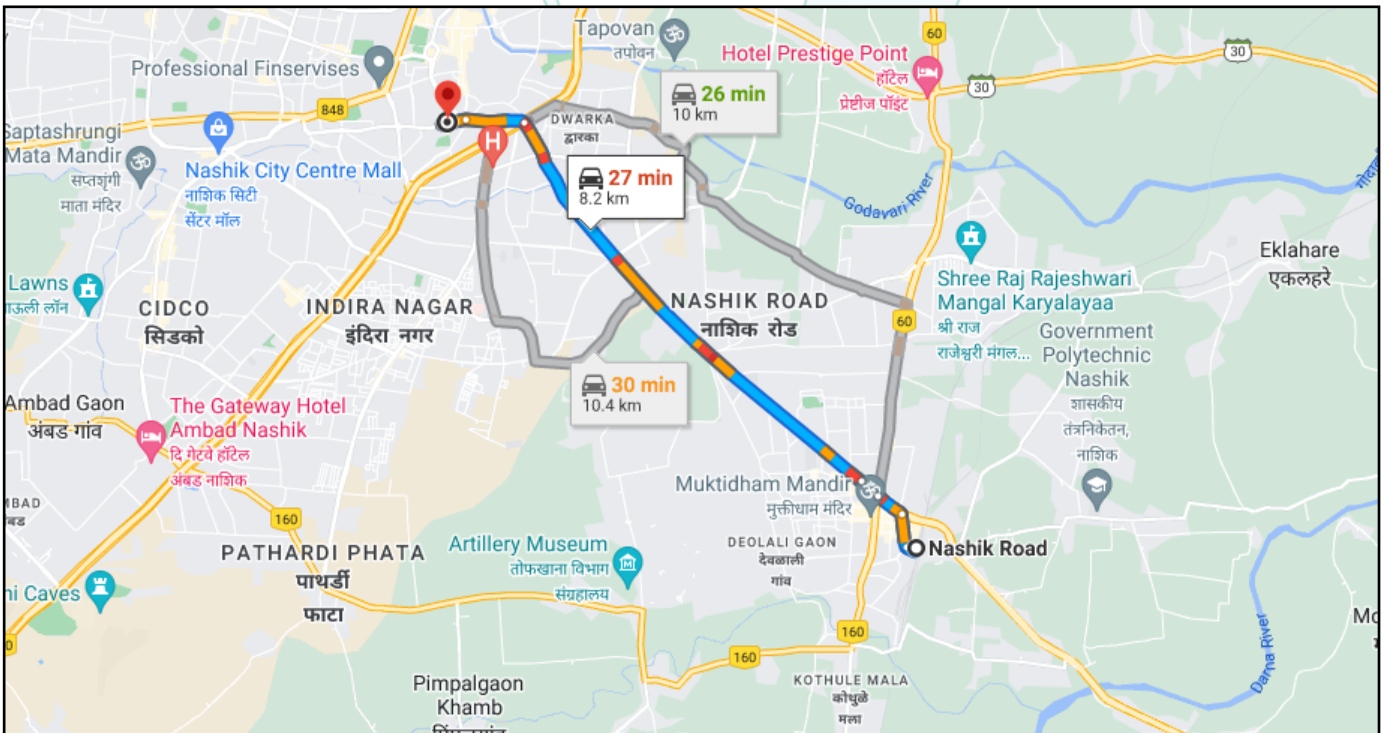 Tapovan
तपोवन
Professional Finservises
Hotel Prestige Point
हॉटेल
प्रेष्टीज पॉइंट
60
30
30
848
26 min
10 km
DWARKA
द्वारका
H
Saptashrungi
Mata Mandir
सप्तशृंगी
माता मंदिर
Nashik City Centre Mall
नाशिक सिटी
सेंटर मॉल
27 min
8.2 km
Godavari River
Lawns
CIDCO
सिडको
INDIRA NAGAR
इंदिरा नगर
NASHIK ROAD
नाशिक रोड
60
Shree Raj Rajeshwari
Mangal Karyalayaa
श्री राज
राजेश्वरी मंगल...
Eklahare
एकलहरे
Government
Polytechnic
Nashik
शासकीय
तंत्रनिकेतन,
नाशिक
30 min
10.4 km
Ambad Gaon
अंबड गांव
The Gateway Hotel
Ambad Nashik
दि गेटवे हॉटेल
अंबड नाशिक
Muktidham Mandir
मुक्तीधाम मंदिर
160
PATHARDI PHATA
पाथर्डी
फाटा
Artillery Museum
तोफखाना विभाग
संग्रहालय
DEOLALI GAON
देवळाली
गांव
Nashik Road
Caves
160
160
KOTHULE MALA
कोथुळे
मला
Darna River
Pimpalgaon
Khamb